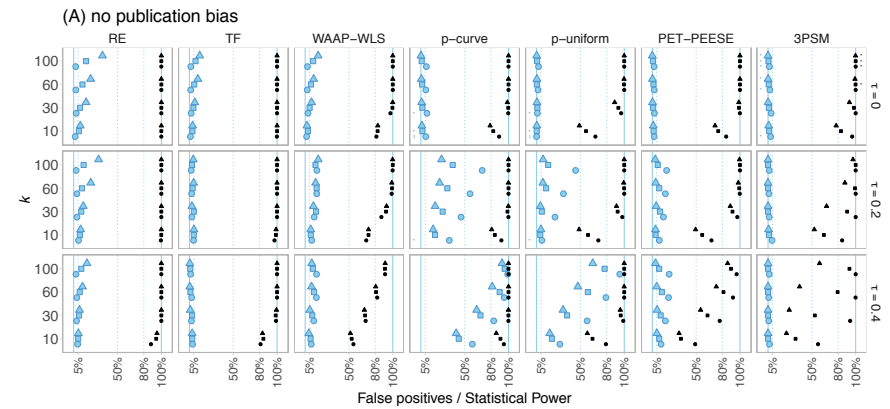 (A) no publication bias
RE TF WAAP−WLS p−curve p−uniform PET−PEESE 3PSM
100
60
30
10
τ = 0
100
60
30
10
τ = 0.2
k
100
60
30
10
τ = 0.4
5% 50% 80% 100% 5% 50% 80% 100% 5% 50% 80% 100% 5% 50% 80% 100% 5% 50% 80% 100% 5% 50% 80% 100% 5% 50% 80% 100%
False positives / Statistical Power